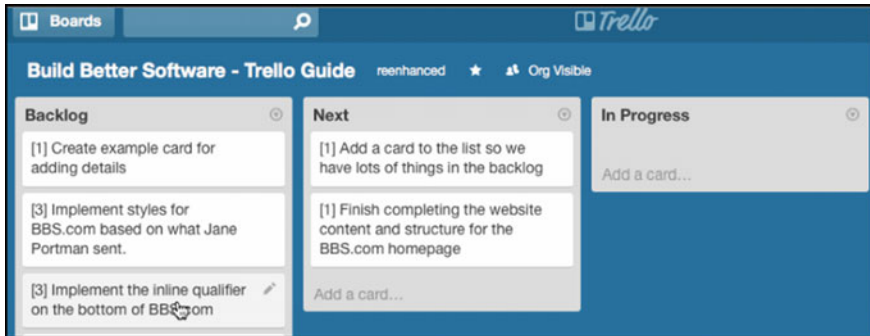 Boards
Trello
Build Better Software - Trello Guide reenhanced Org Visible
Backlog
[1] Create example card for
adding details
[3] Implement styles for
BBS.com based on what Jane
Portman sent.
[3] Implement the inline qualifier
on the bottom of BBS.com
Next
[1] Add a card to the list so we
have lots of things in the backlog
[1] Finish completing the website
content and structure for the
BBS.com homepage
Add a card...
In Progress
Add a card...